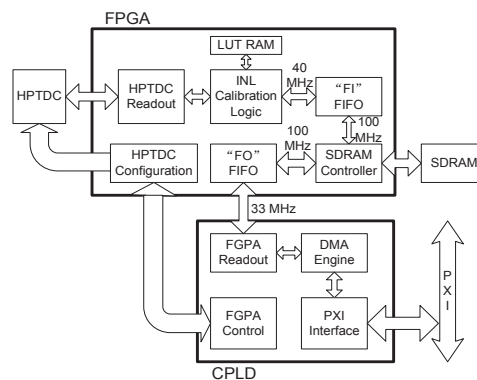 FPGA
LUT RAM
HPTDC
HPTDC
Readout
INL
Calibration
Logic
40
MHz
"FI"
FIFO
100
MHz
100
MHz
HPTDC
Configuration
"FO"
FIFO
SDRAM
Controller
SDRAM
33 MHz
FGPA
Readout
DMA
Engine
FGPA
Control
PXI
Interface
P
X
I
CPLD